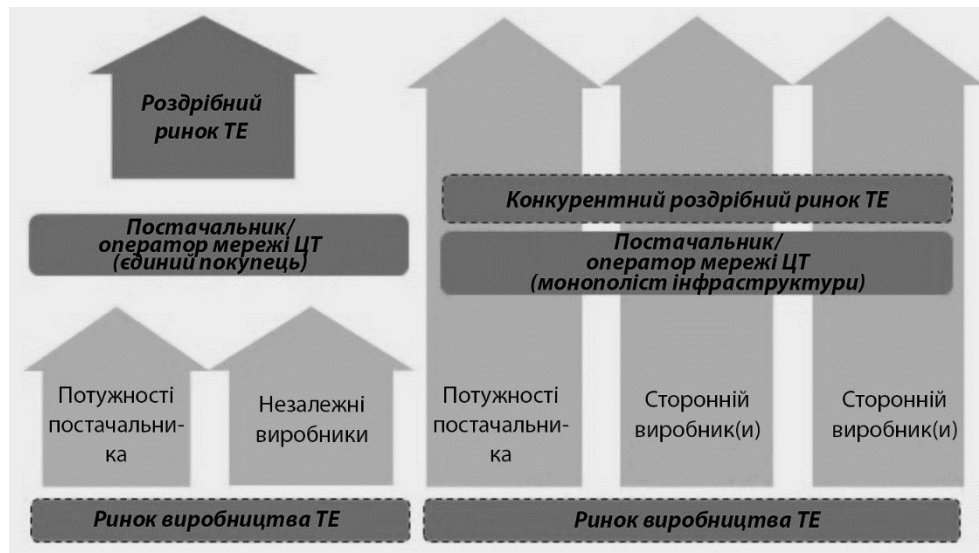 Роздрібний
ринок ТЕ
Постачальник/
оператор мережі ЦТ
(єдиний покупець)
Потужності
постачальни-
ка
Незалежні
виробники
Ринок виробництва ТЕ
Конкурентний роздрібний ринок ТЕ
Постачальник/
оператор мережі ЦТ
(монополіст інфраструктури)
Потужності
постачальни-
ка
Сторонній
виробник(и)
Сторонній
виробник(и)
Ринок виробництва ТЕ